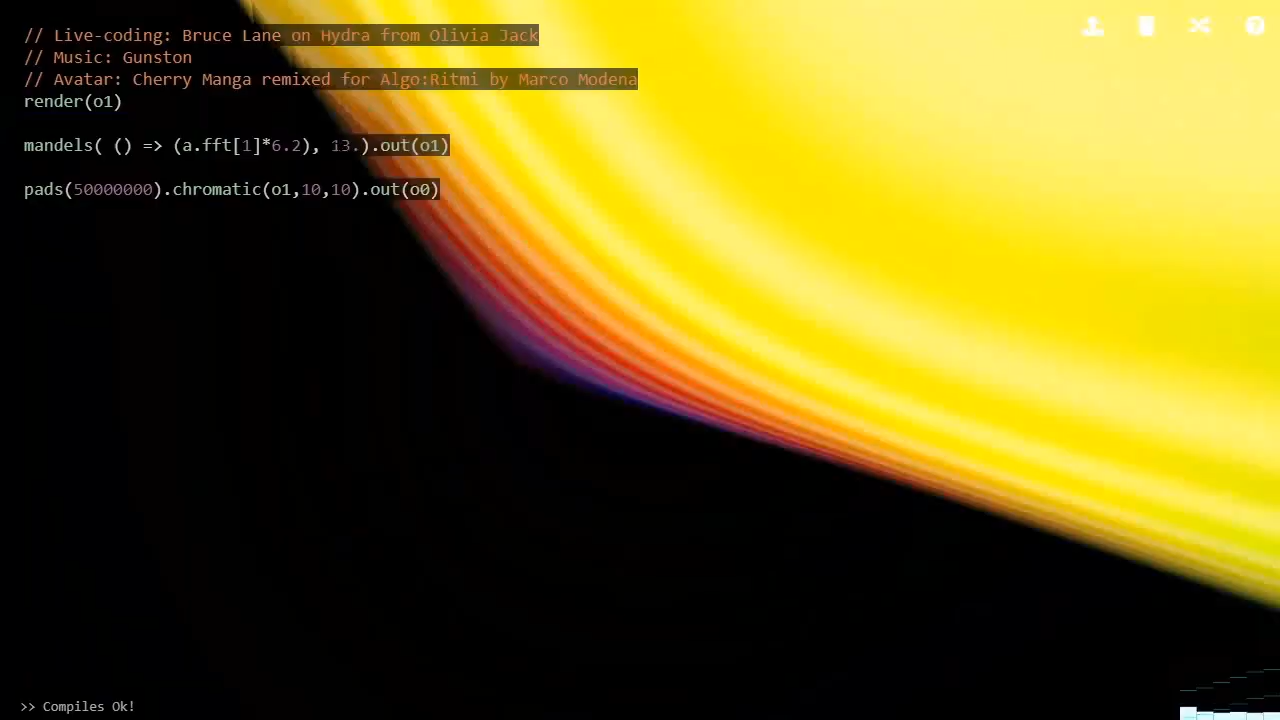 // Live-coding: Bruce Lane on Hydra from Olivia Jack
// Music: Gunston
// Avatar: Cherry Manga remixed for Algo:Ritmi by Marco Modena
render(o1)
mandels( () => (a.fft[1]*6.2), 13.).out(o1)
pads(50000000).chromatic(o1,10,10).out(o0)
>> Compiles Ok!